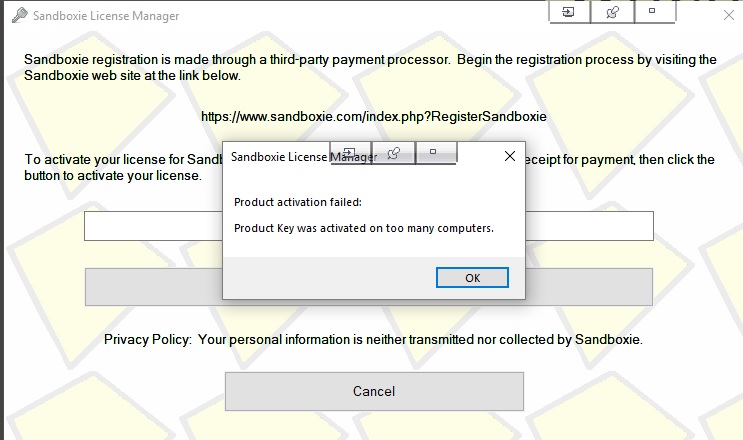 Sandboxie License Manager
Sandboxie registration is made through a third-party payment processor.  Begin the registration process by visiting the
Sandboxie web site at the link below.
https://www.sandboxie.com/index.php?RegisterSandboxie
Sandboxie License Manager
To activate your license for eceipt for payment, then click the
button to activate your license.
Product activation failed:
Product Key was activated on too many computers.
OK
Privacy Policy:  Your personal information is neither transmitted nor collected by Sandboxie.
Cancel